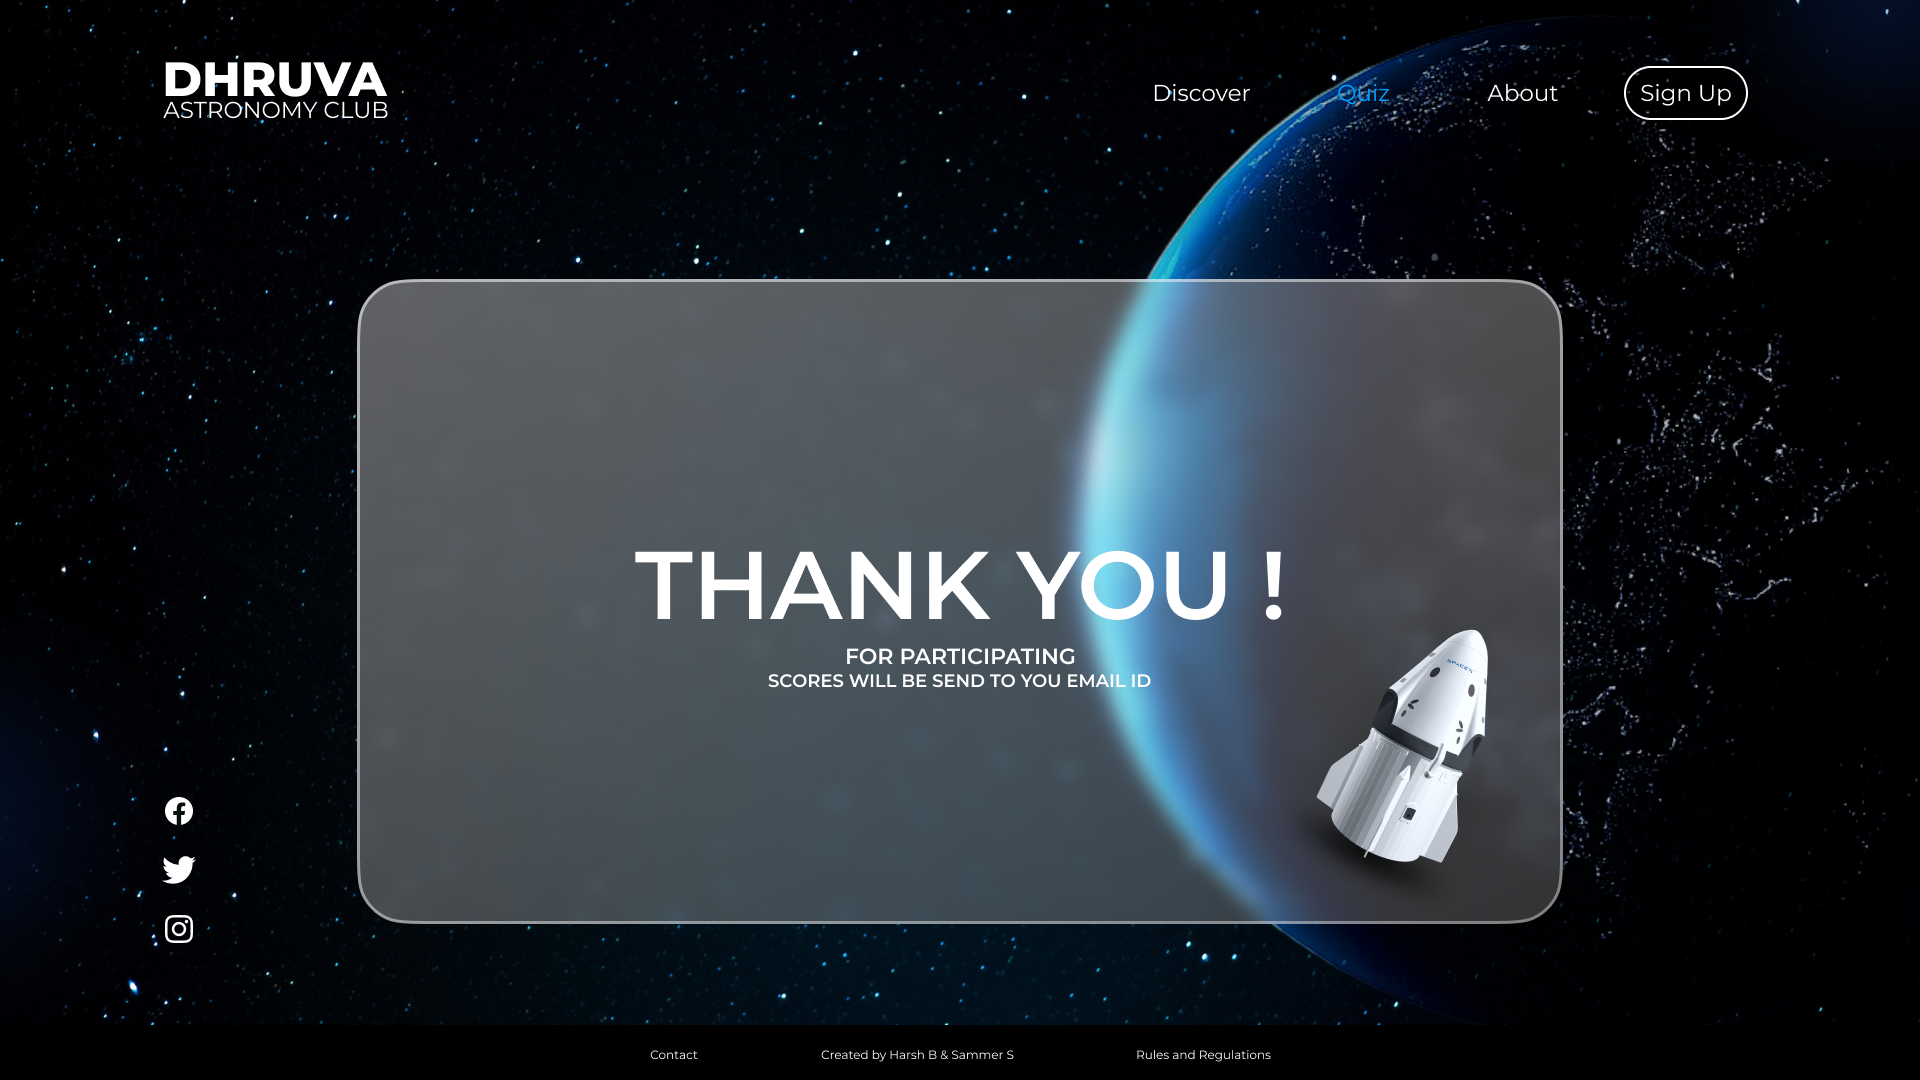 DHRUVA
ASTRONOMY CLUB
Discover
Quiz
About
Sign Up
THANK YOU !
FOR PARTICIPATING
SCORES WILL BE SEND TO YOU EMAIL ID
SPACEX
Contact
Created by Harsh B & Sammer S
Rules and Regulations